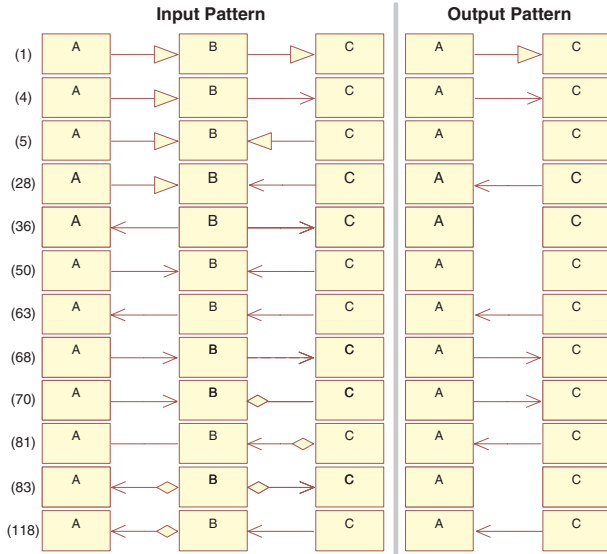 Input Pattern Output Pattern
(1) A B C A C
(4) A B C A C
(5) A B C A C
(28) A B C A C
(36) A B C A C
(50) A B C A C
(63) A B C A C
(68) A B C A C
(70) A B C A C
(81) A B C A C
(83) A B C A C
(118) A B C A C